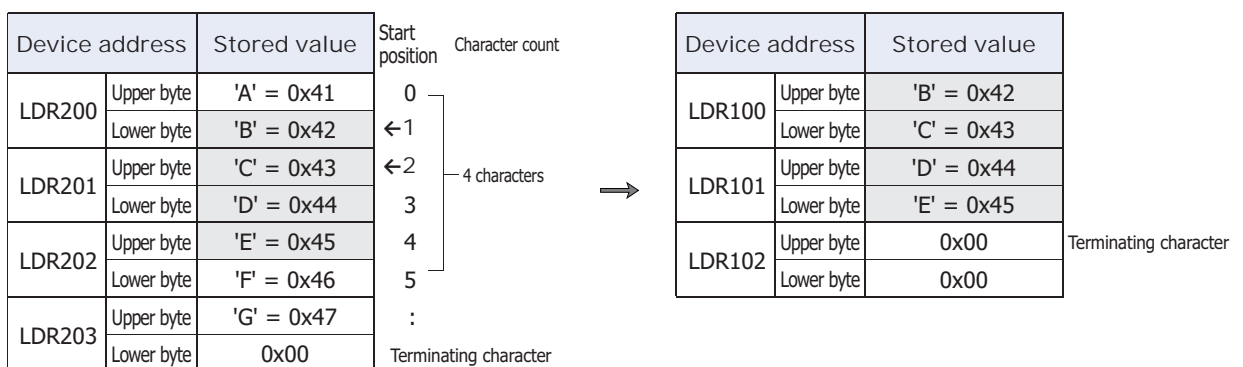 Device address Stored value Start position Character count
LDR200 Upper byte 'A' = 0x41 0
Lower byte 'B' = 0x42 ←1
LDR201 Upper byte 'C' = 0x43 ←2
Lower byte 'D' = 0x44 3
LDR202 Upper byte 'E' = 0x45 4
Lower byte 'F' = 0x46 5
LDR203 Upper byte 'G' = 0x47 :
Lower byte 0x00 Terminating character
4 characters
→
Device address Stored value
LDR100 Upper byte 'B' = 0x42
Lower byte 'C' = 0x43
LDR101 Upper byte 'D' = 0x44
Lower byte 'E' = 0x45
LDR102 Upper byte 0x00 Terminating character
Lower byte 0x00